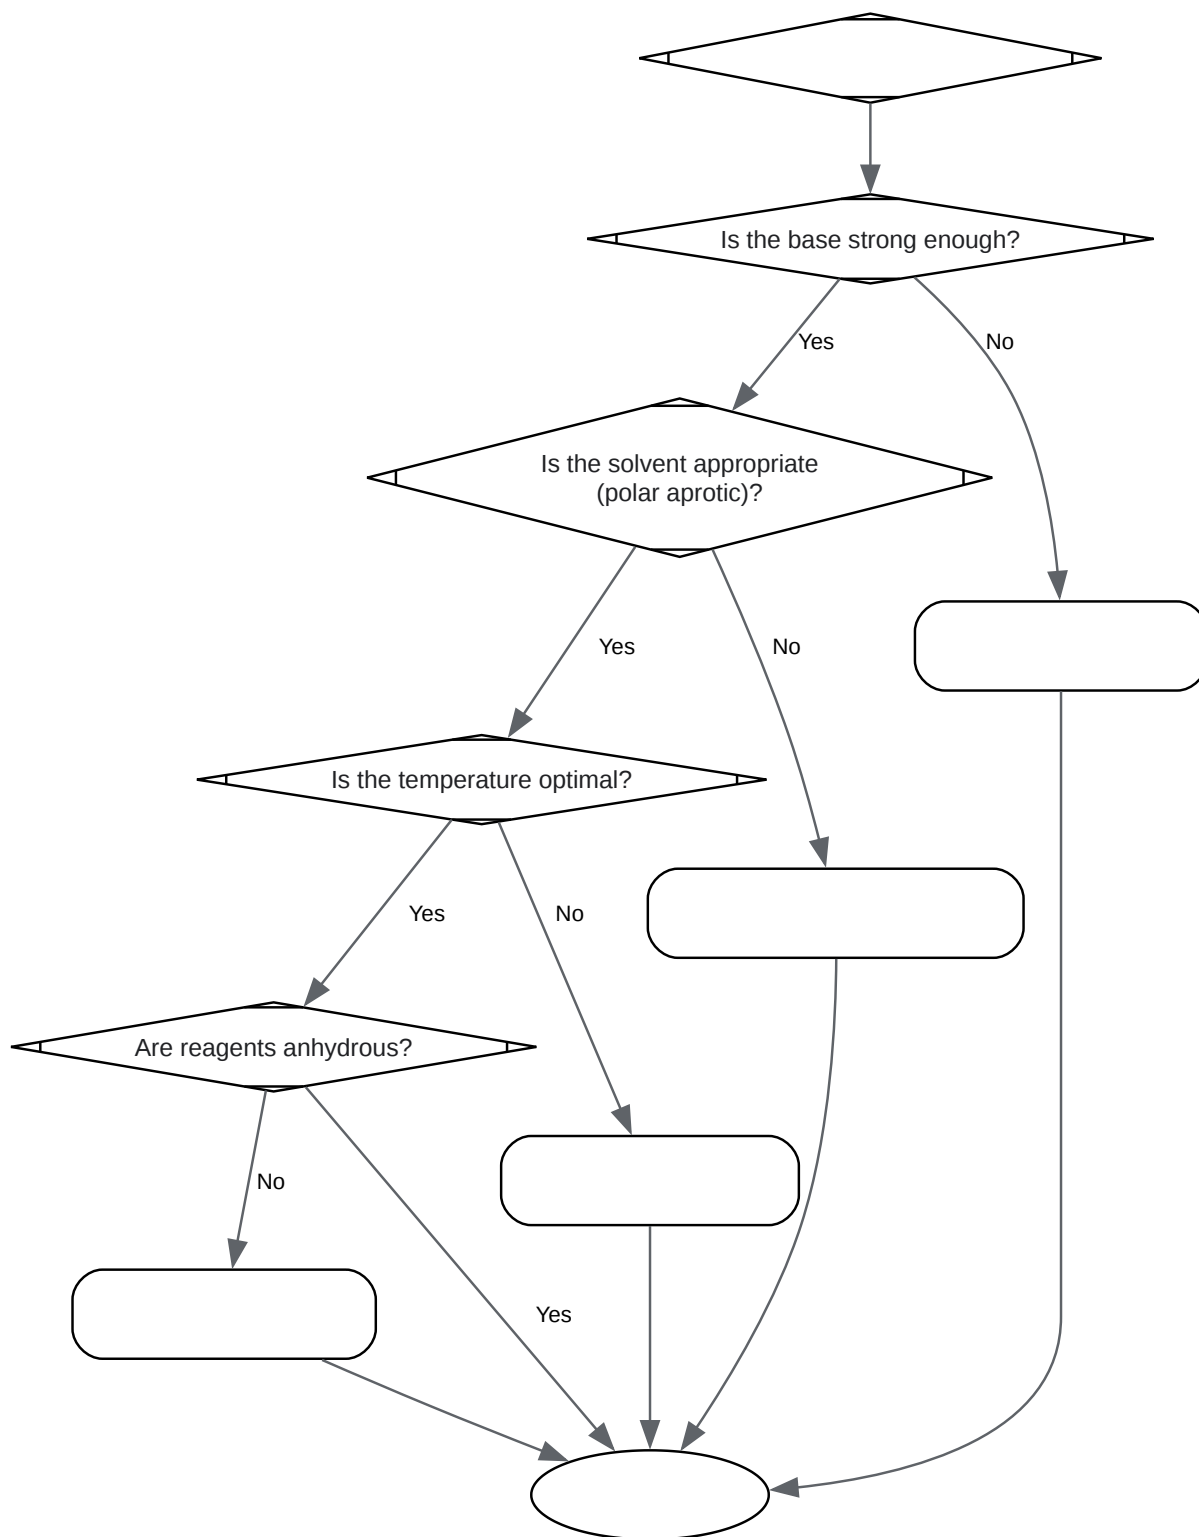 Is the base strong enough?
Yes
No
Is the solvent appropriate
(polar aprotic)?
Yes
No
Is the temperature optimal?
Yes
No
Are reagents anhydrous?
No
Yes